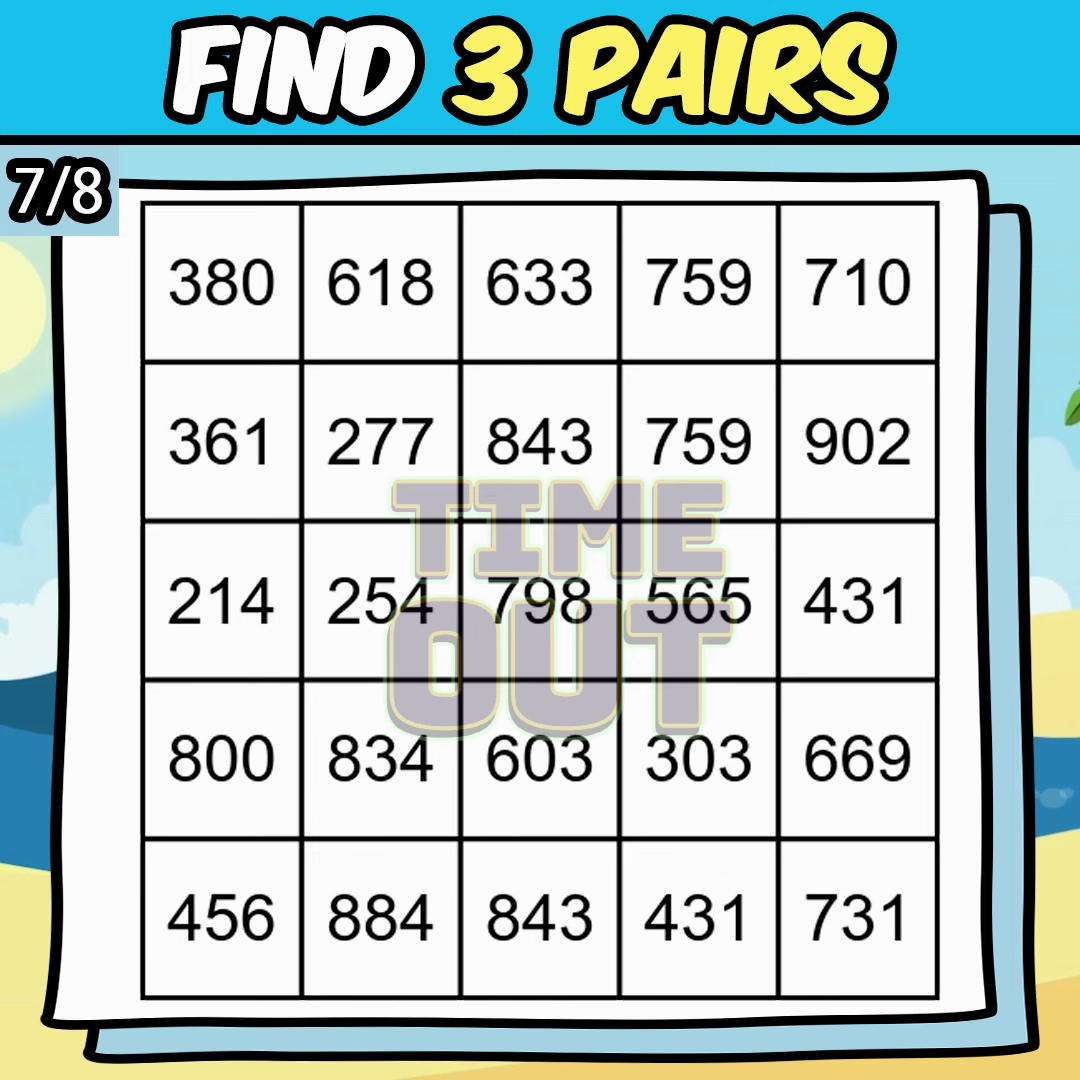 FIND 3 PAIRS
7/8
380 618 633 759 710
361 277 843 759 902
TIME
214 254 798 565 431
OUT
800 834 603 303 669
456 884 843 431 731